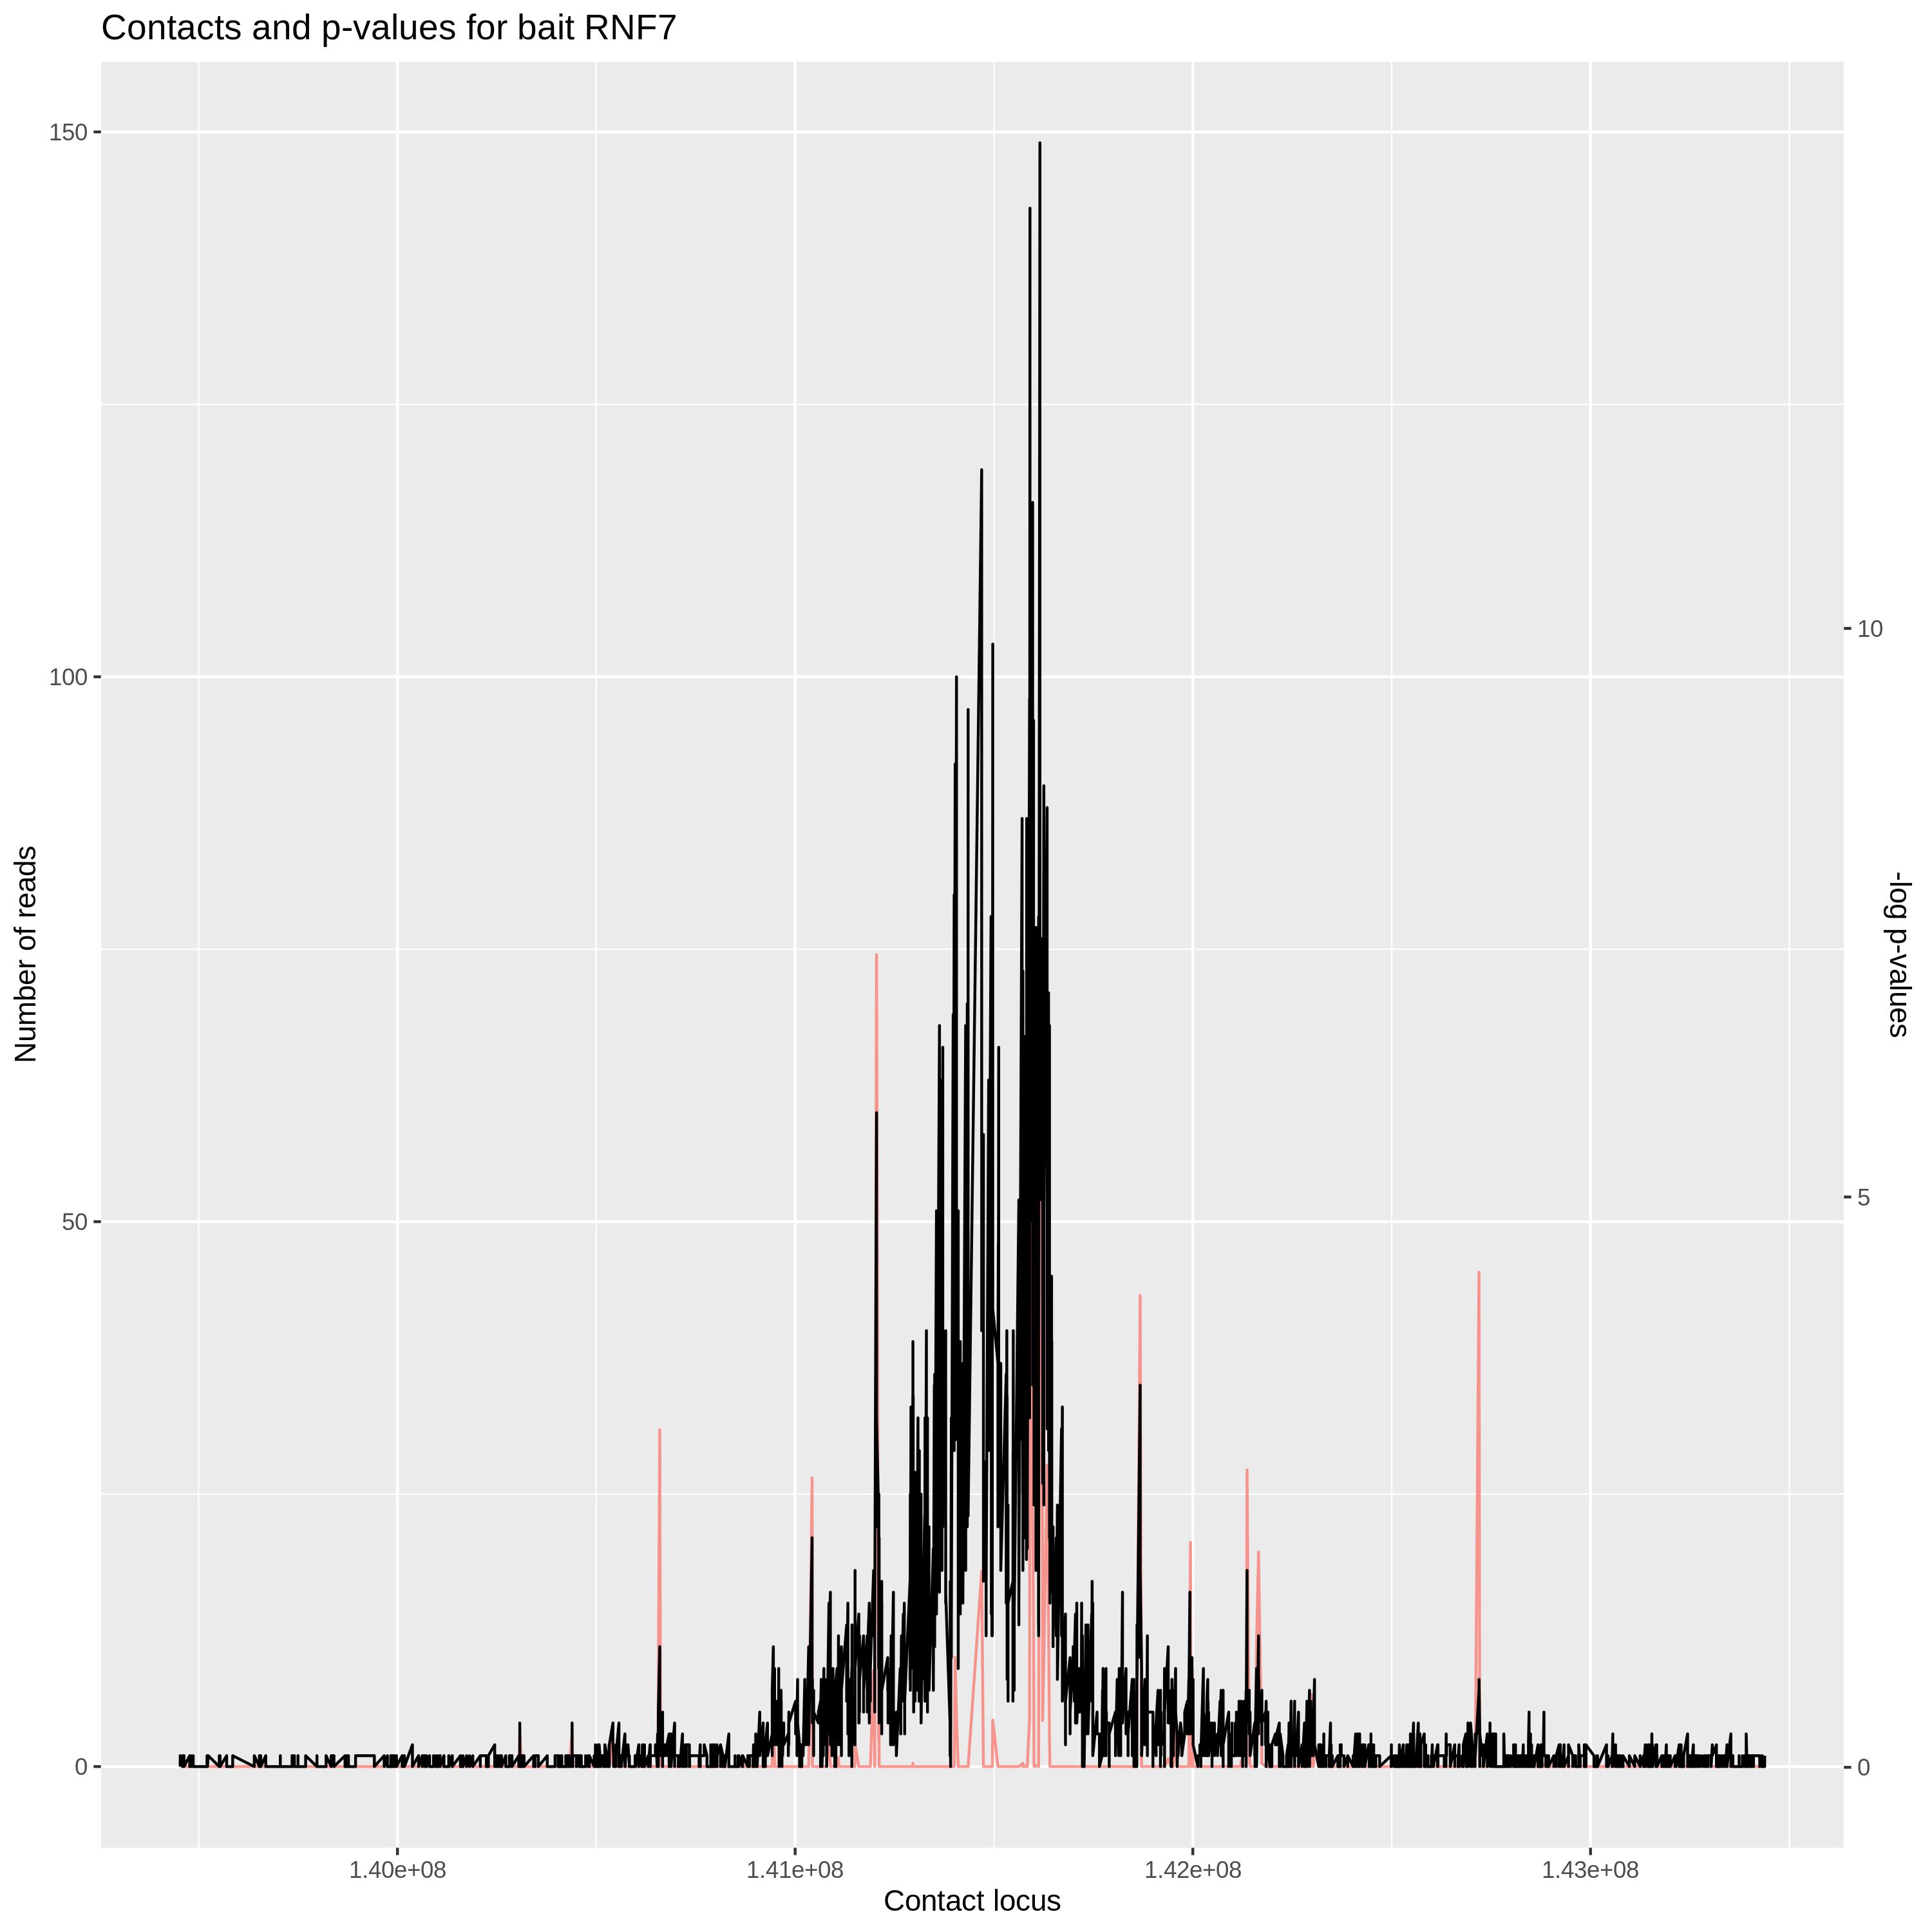 Contacts and p-values for bait RNF7
150
100
50
0
10
5
0
Number of reads
-log p-values
1.40e+08
1.41e+08
1.42e+08
1.43e+08
Contact locus